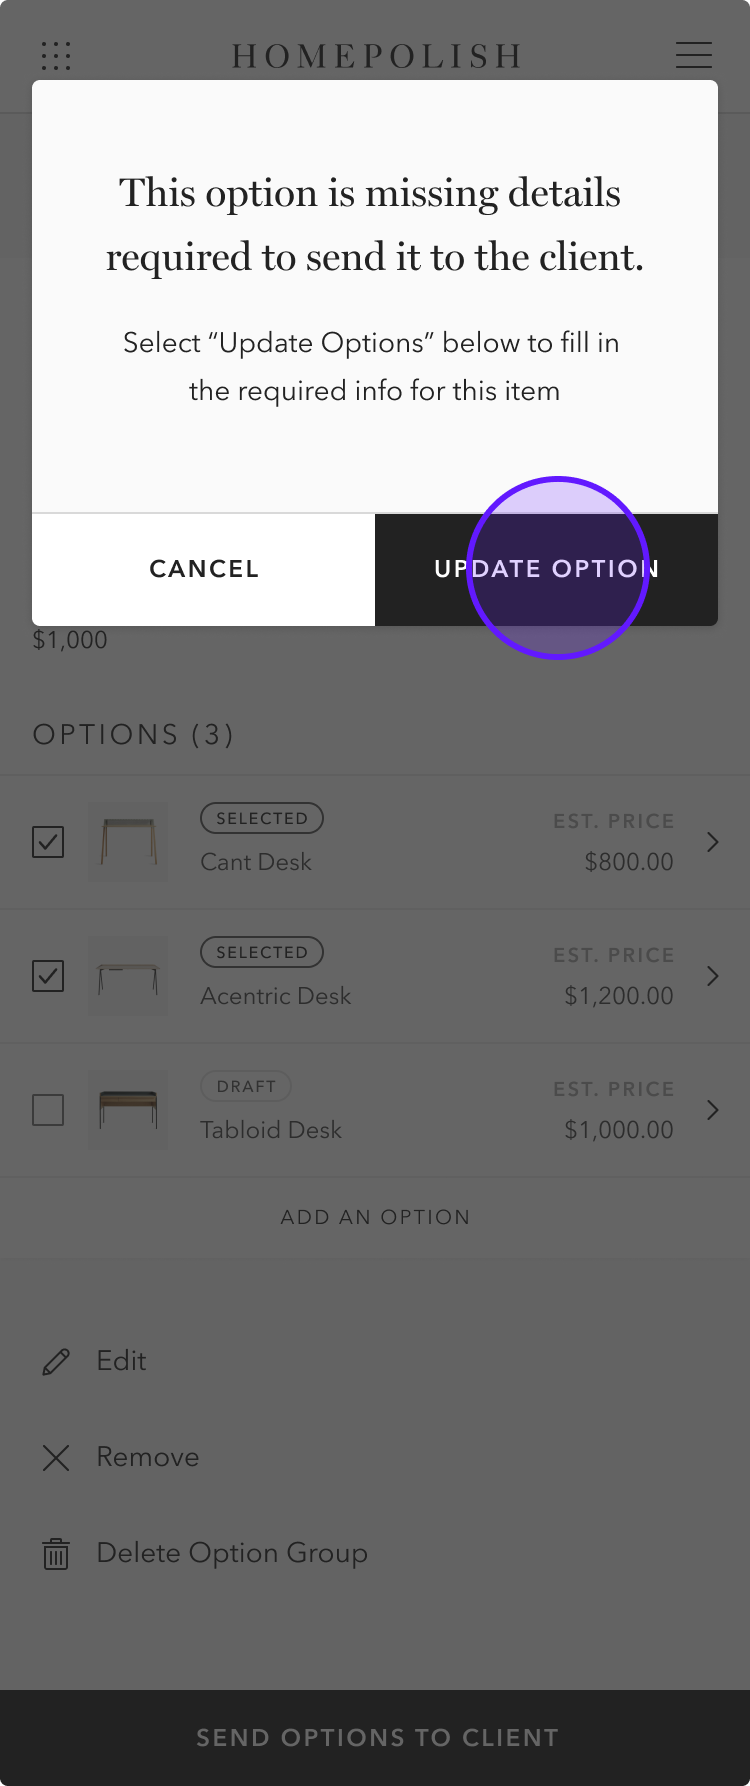 HOMEPOLISH
This option is missing details
required to send it to the client.
Select “Update Options” below to fill in
the required info for this item
CANCEL
UPDATE OPTION
$1,000
OPTIONS (3)
SELECTED
Cant Desk
EST. PRICE
$800.00
SELECTED
Acentric Desk
EST. PRICE
$1,200.00
DRAFT
Tabloid Desk
EST. PRICE
$1,000.00
ADD AN OPTION
Edit
Remove
Delete Option Group
SEND OPTIONS TO CLIENT